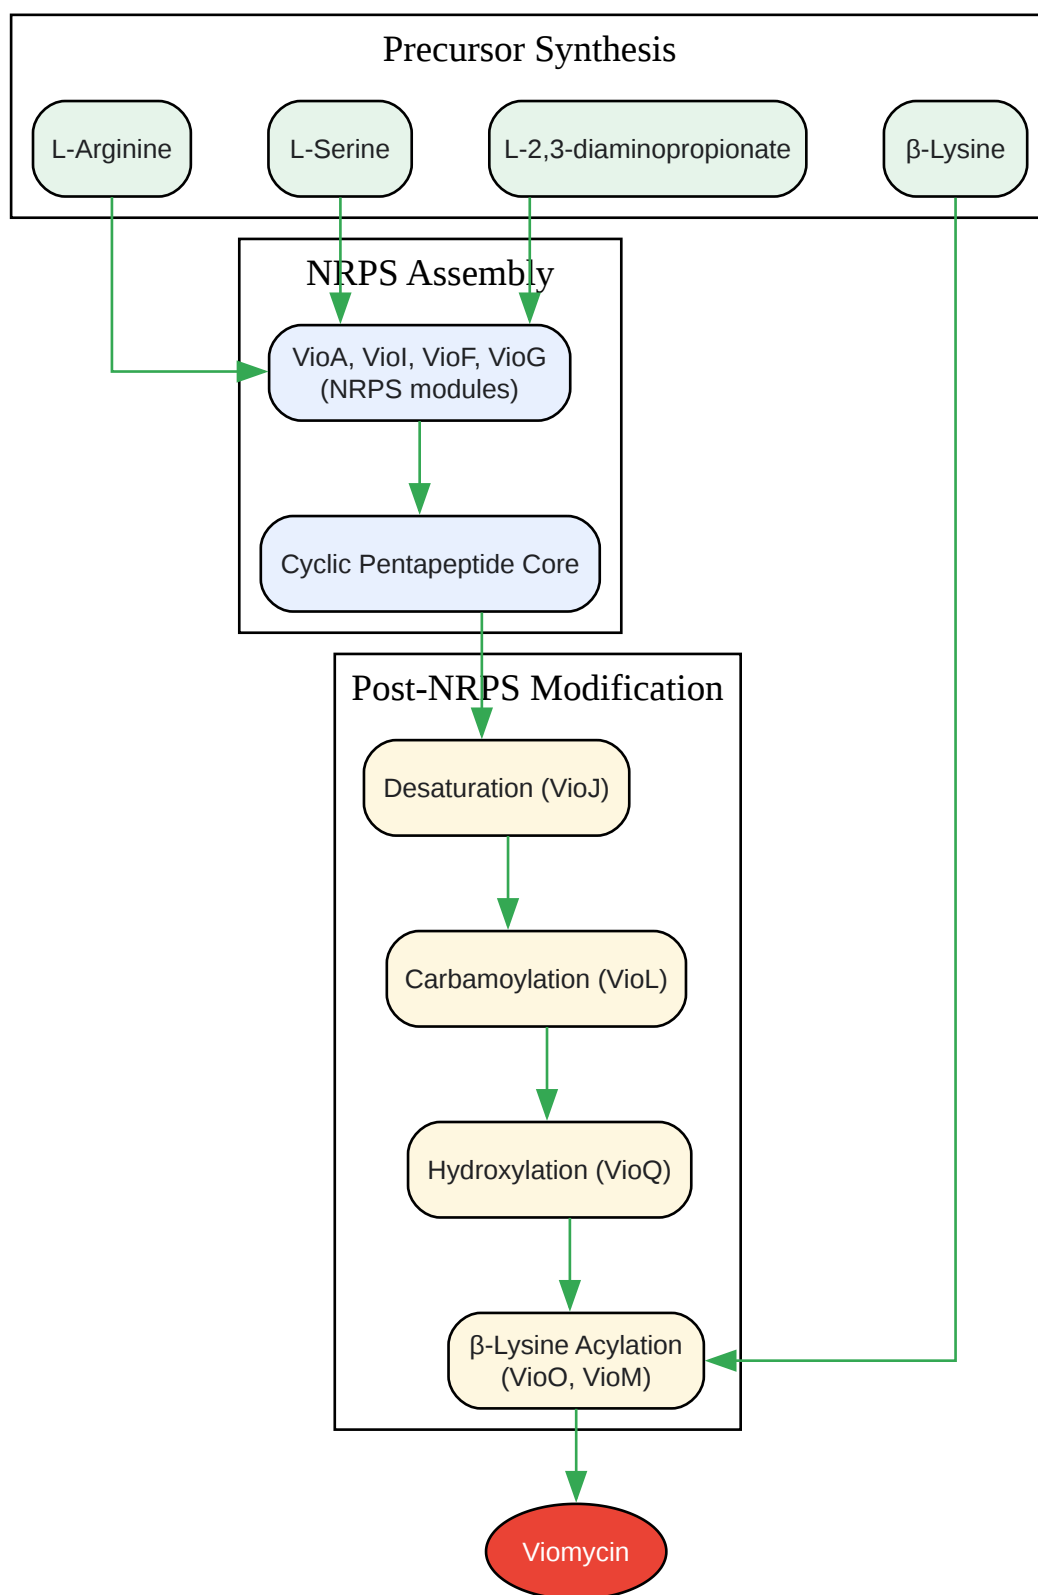 Precursor Synthesis
L-Arginine
L-Serine
L-2,3-diaminopropionate
β-Lysine
NRPS Assembly
VioA, VioI, VioF, VioG
(NRPS modules)
Cyclic Pentapeptide Core
Post-NRPS Modification
Desaturation (VioJ)
Carbamoylation (VioL)
Hydroxylation (VioQ)
β-Lysine Acylation
(VioO, VioM)
Viomycin